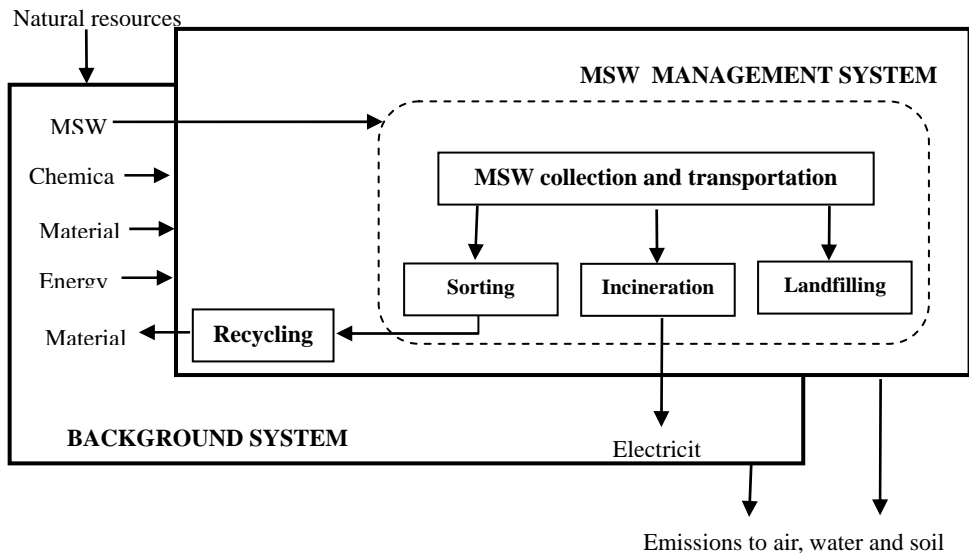 Natural resources
MSW MANAGEMENT SYSTEM
MSW
Chemica
MSW collection and transportation
Material
Energy
Sorting
Incineration
Landfilling
Material
Recycling
BACKGROUND SYSTEM
Electricit
Emissions to air, water and soil